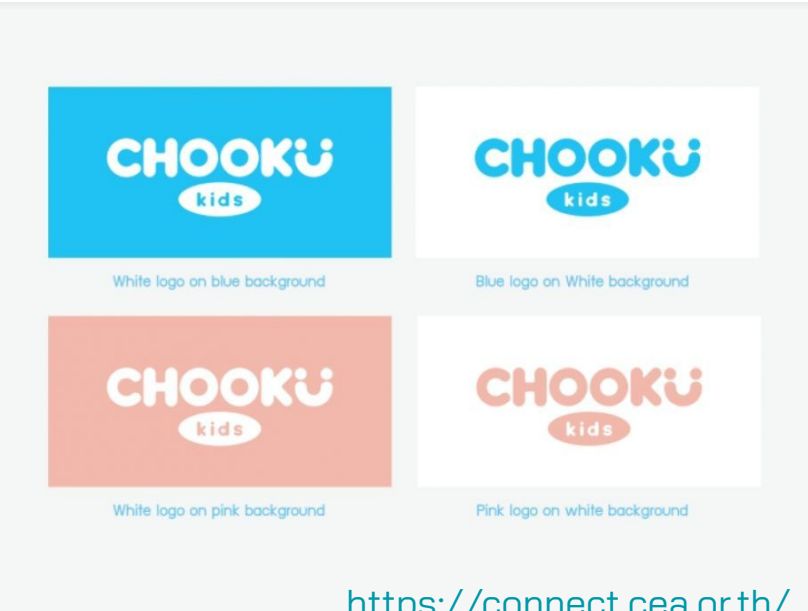 CHOOKU
kids
White logo on blue background
CHOOKU
kids
Blue logo on White background
CHOOKU
kids
White logo on pink background
CHOOKU
kids
Pink logo on white background
https://connect.cea.or.th/